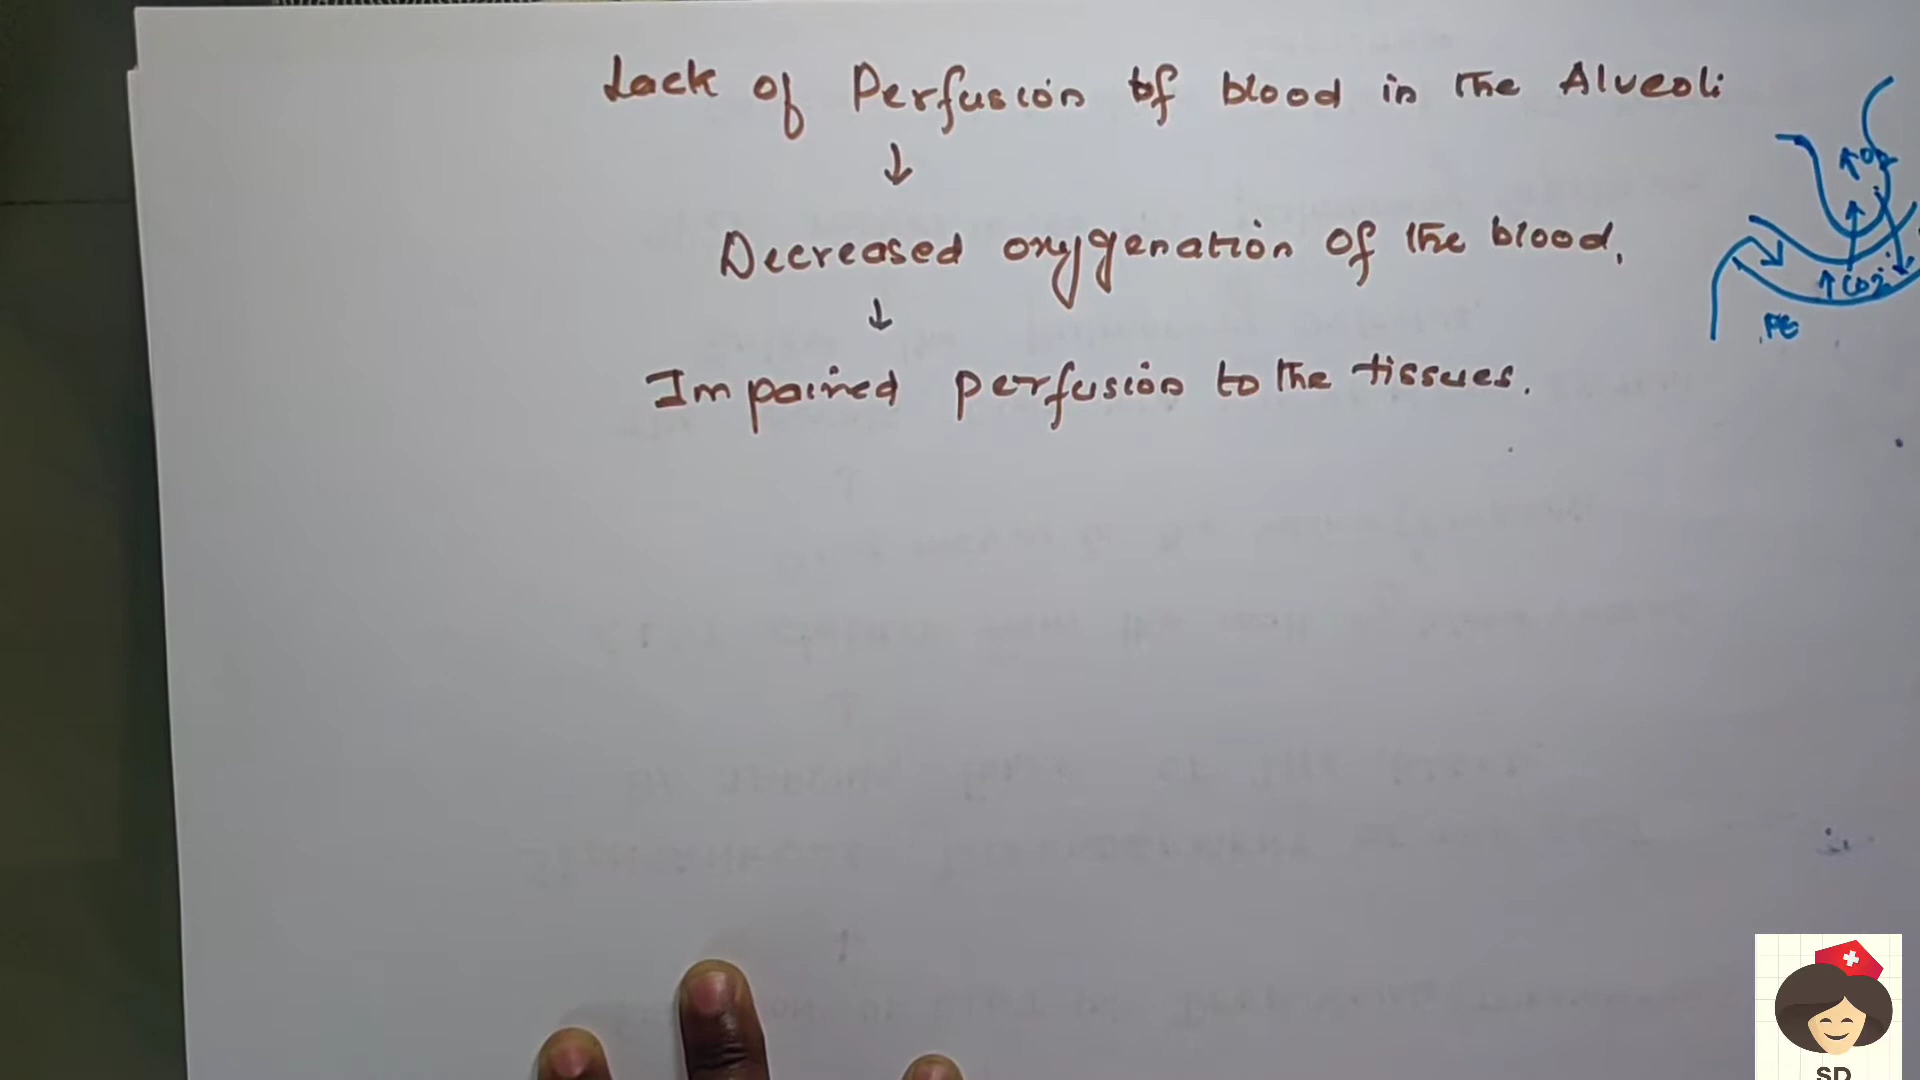 Lack of Perfusion of blood in the Alveoli
↓
Decreased oxygenation of the blood.
↓
Impaired perfusion to the tissues.
↑O2
↑CO2
PE
SD